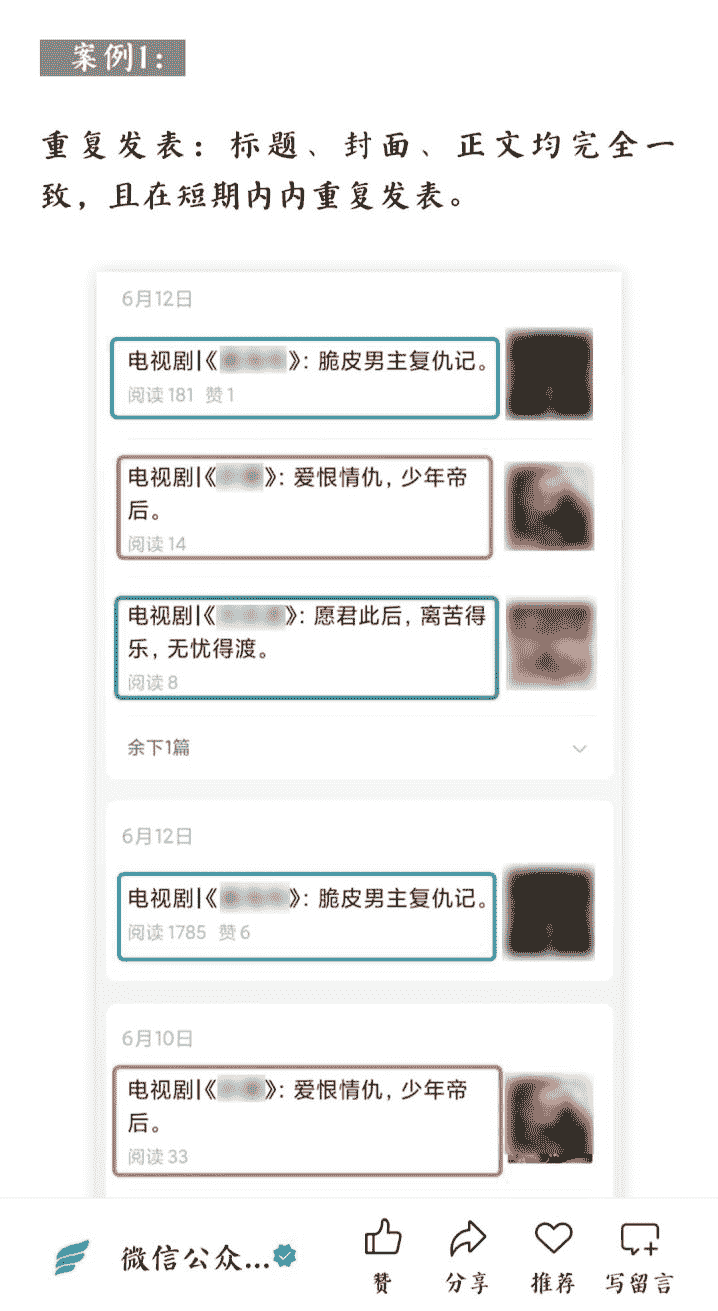 案例1:
重复发表：标题、封面、正文均完全一
致，且在短期内内重复发表。
6月12日
电视剧|《》: 脆皮男主复仇记。
阅读 181 赞 1
电视剧|《》: 爱恨情仇, 少年帝
后。
阅读 14
电视剧|《》: 愿君此后, 离苦得
乐, 无忧得渡。
阅读 8
余下1篇
6月12日
电视剧|《》: 脆皮男主复仇记。
阅读 1785 赞 6
6月10日
电视剧|《》: 爱恨情仇, 少年帝
后。
阅读 33
微信公众...
赞 分享 推荐 写留言